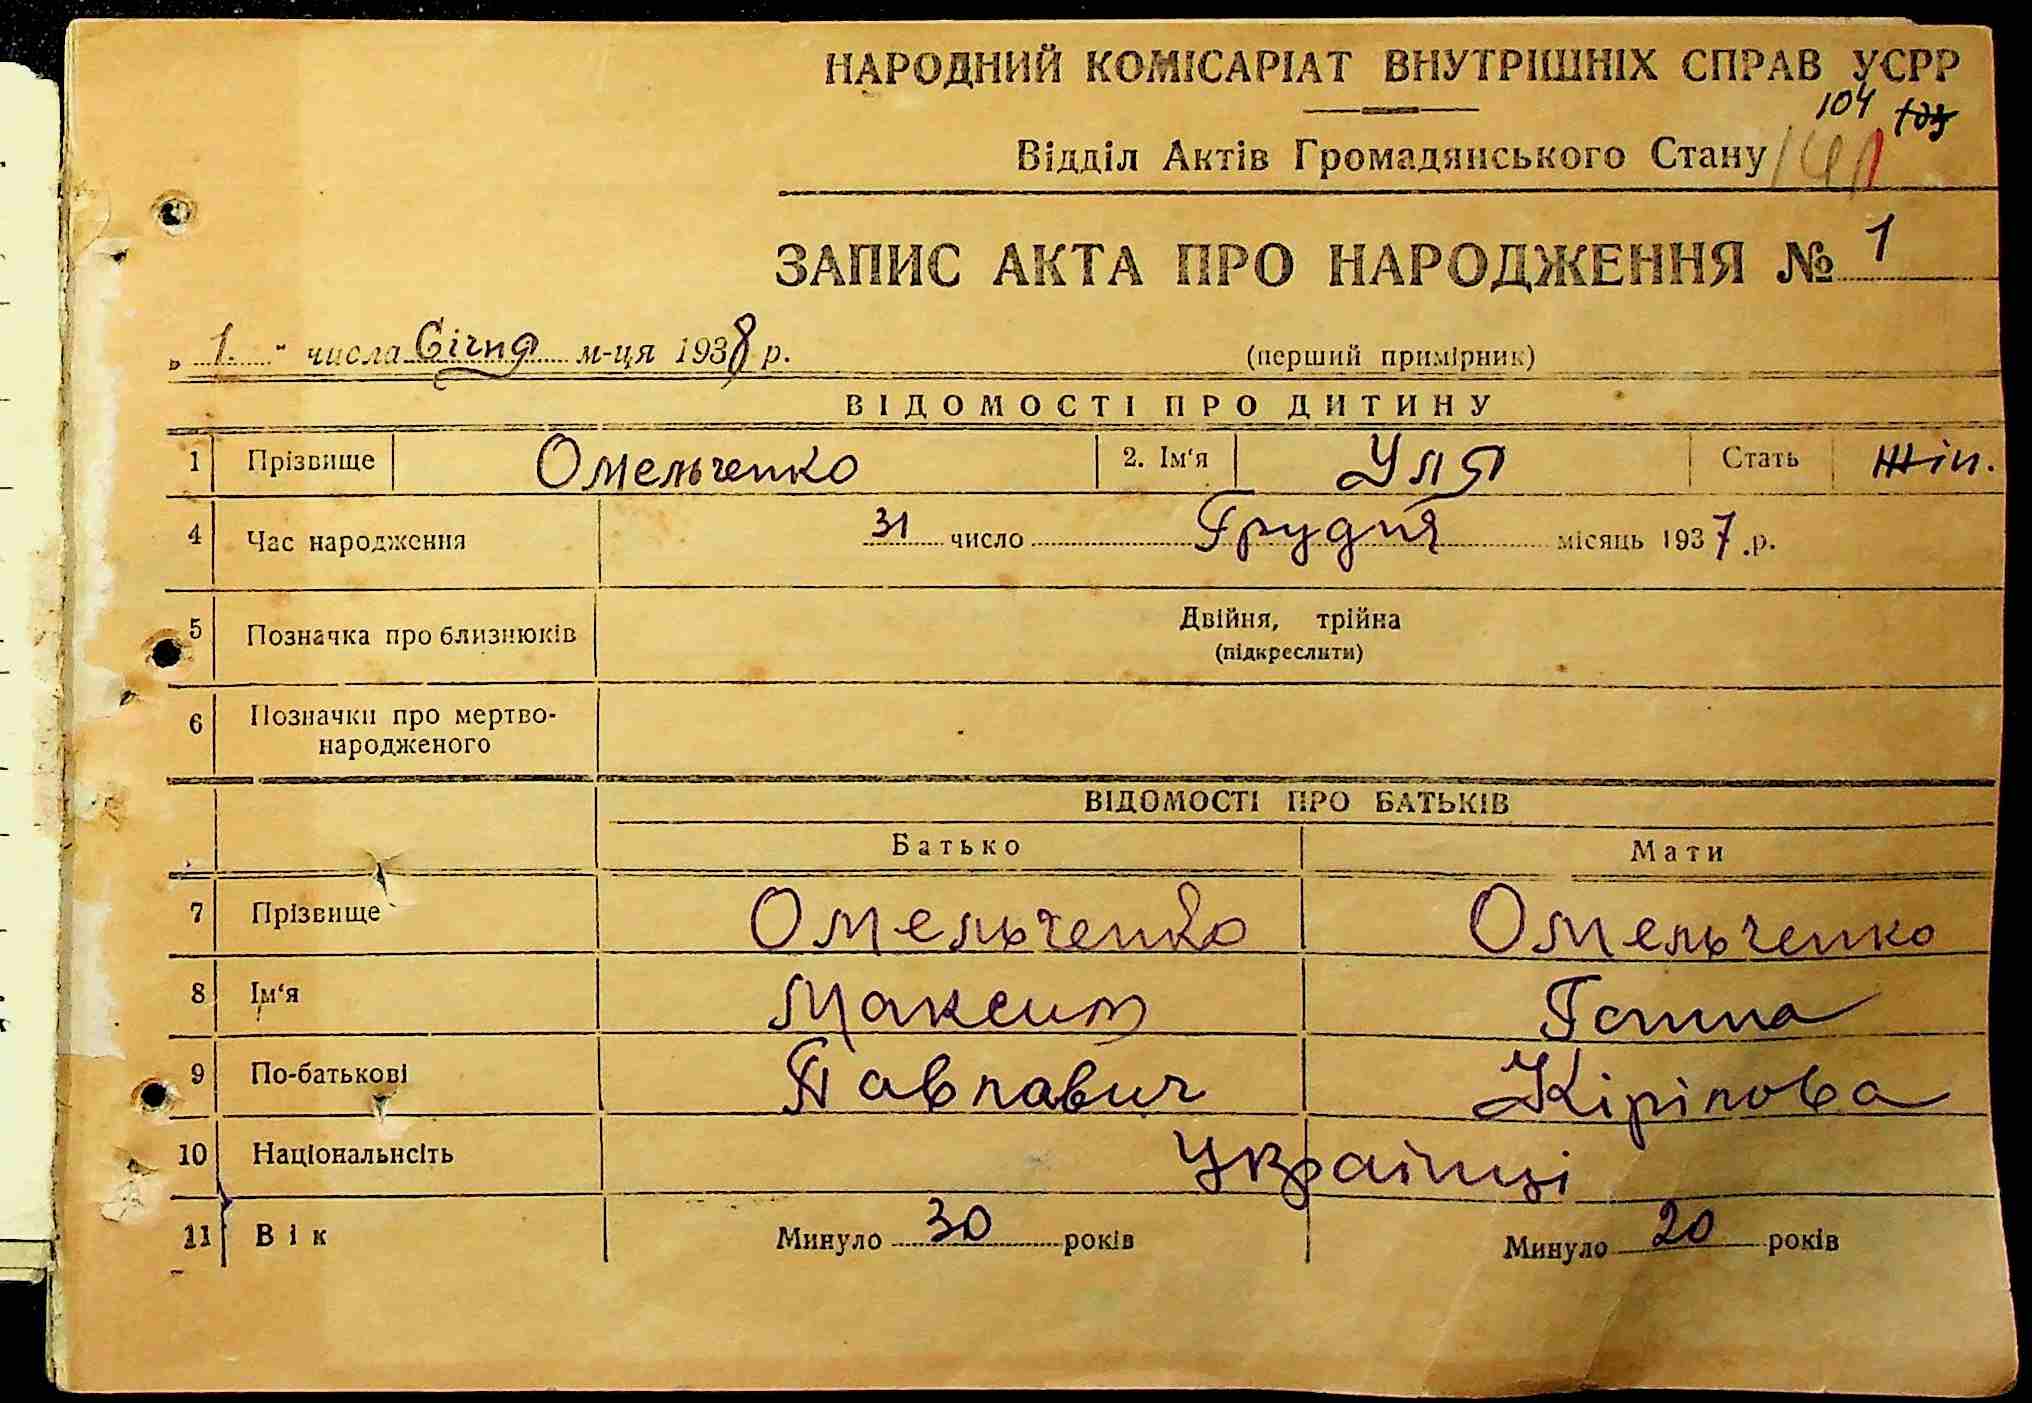 НАРОДНИЙ КОМІСАРІАТ ВНУТРІШНІХ СПРАВ УСРР
104 103
Відділ Актів Громадянського Стану
ЗАПИС АКТА ПРО НАРОДЖЕННЯ № 1
„ 1. " числа Січня м-ця 1938 р. (перший примірник)
ВІДОМОСТІ ПРО ДИТИНУ
1 Прізвище Омельченко 2. Ім'я Уля Стать жін.
4 Час народження 31 число Грудня місяць 1937 .р.
5 Позначка про близнюків Двійня, трійна
(підкреслити)
6 Позначки про мертво-
народженого
ВІДОМОСТІ ПРО БАТЬКІВ
Батько Мати
7 Прізвище Омельченко Омельченко
8 Ім'я Максим Ганна
9 По-батькові Павлавич Кірілова
10 Національнсіть Українці
11 Вік Минуло 30 років Минуло 20 років